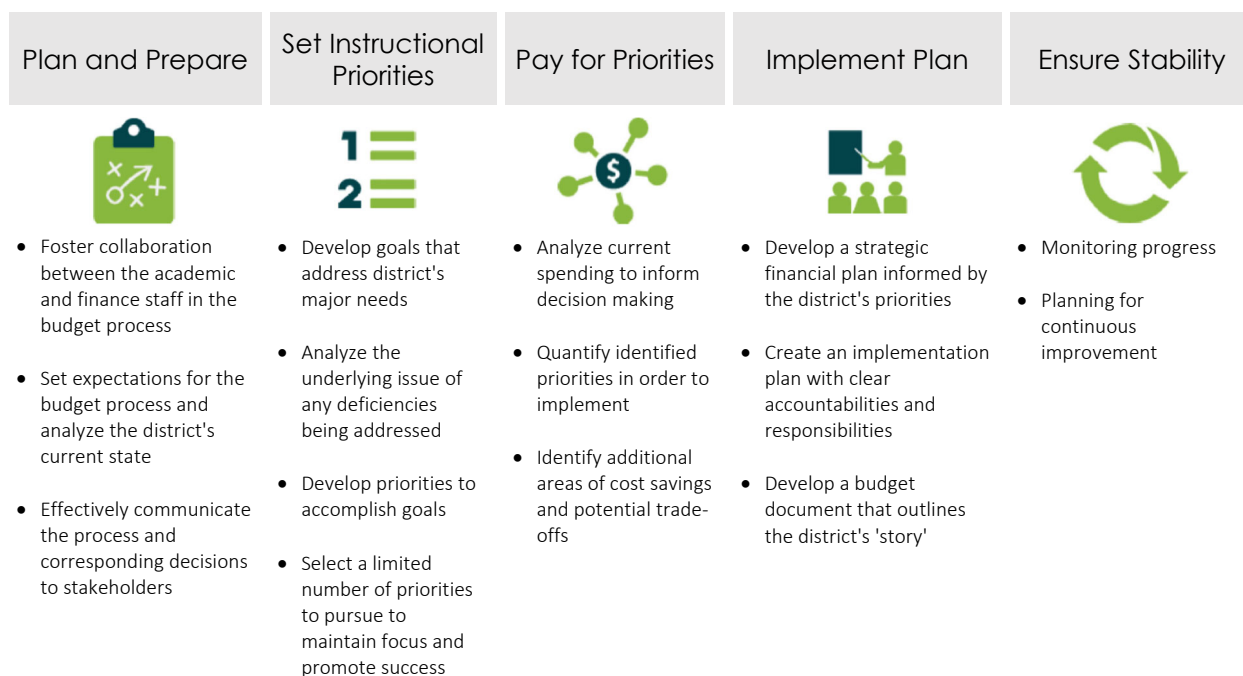 Plan and Prepare
Set Instructional
Priorities
Pay for Priorities
Implement Plan
Ensure Stability
1
2
$
• Foster collaboration
between the academic
and finance staff in the
budget process
• Set expectations for the
budget process and
analyze the district's
current state
• Effectively communicate
the process and
corresponding decisions
to stakeholders
• Develop goals that
address district's
major needs
• Analyze the
underlying issue of
any deficiencies
being addressed
• Develop priorities to
accomplish goals
• Select a limited
number of priorities
to pursue to
maintain focus and
promote success
• Analyze current
spending to inform
decision making
• Quantify identified
priorities in order to
implement
• Identify additional
areas of cost savings
and potential trade-
offs
• Develop a strategic
financial plan informed by
the district's priorities
• Create an implementation
plan with clear
accountabilities and
responsibilities
• Develop a budget
document that outlines
the district's 'story'
• Monitoring progress
• Planning for
continuous
improvement